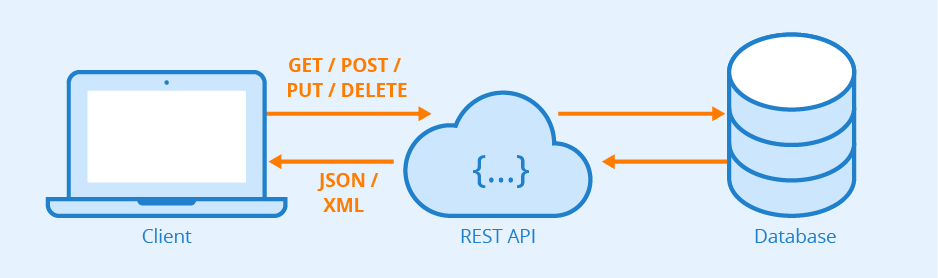 GET / POST /
PUT / DELETE
{...}
JSON /
XML
Client
REST API
Database